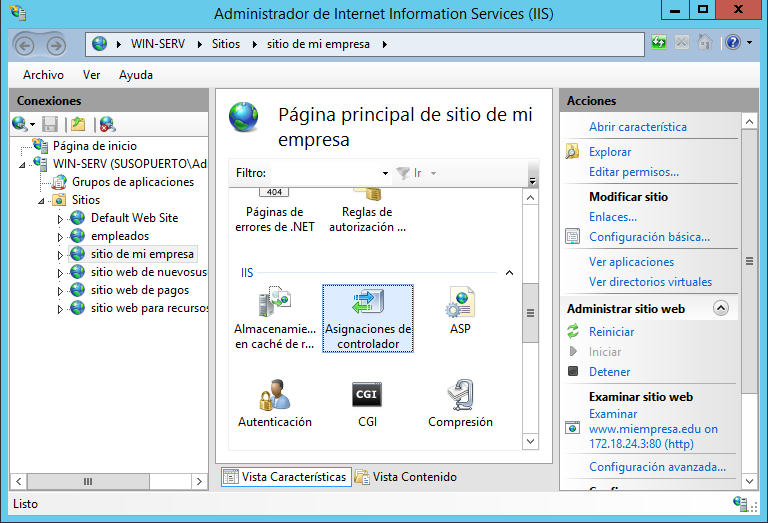 Administrador de Internet Information Services (IIS)
WIN-SERV
Sitios
sitio de mi empresa
Archivo
Ver
Ayuda
Conexiones
Página de inicio
WIN-SERV (SUSOPUERTO\Ad
Grupos de aplicaciones
Sitios
Default Web Site
empleados
sitio de mi empresa
sitio web de nuevosus
sitio web de pagos
sitio web para recursos
Página principal de sitio de mi
empresa
Filtro:
Ir
404
Páginas de
errores de .NET
Reglas de
autorización ...
IIS
Almacenamie...
en caché de r...
Asignaciones de
controlador
ASP
Autenticación
CGI
CGI
Compresión
Vista Características
Vista Contenido
Acciones
Abrir característica
Explorar
Editar permisos...
Modificar sitio
Enlaces...
Configuración básica...
Ver aplicaciones
Ver directorios virtuales
Administrar sitio web
Reiniciar
Iniciar
Detener
Examinar sitio web
Examinar
www.miempresa.edu on
172.18.24.3:80 (http)
Configuración avanzada...
Listo